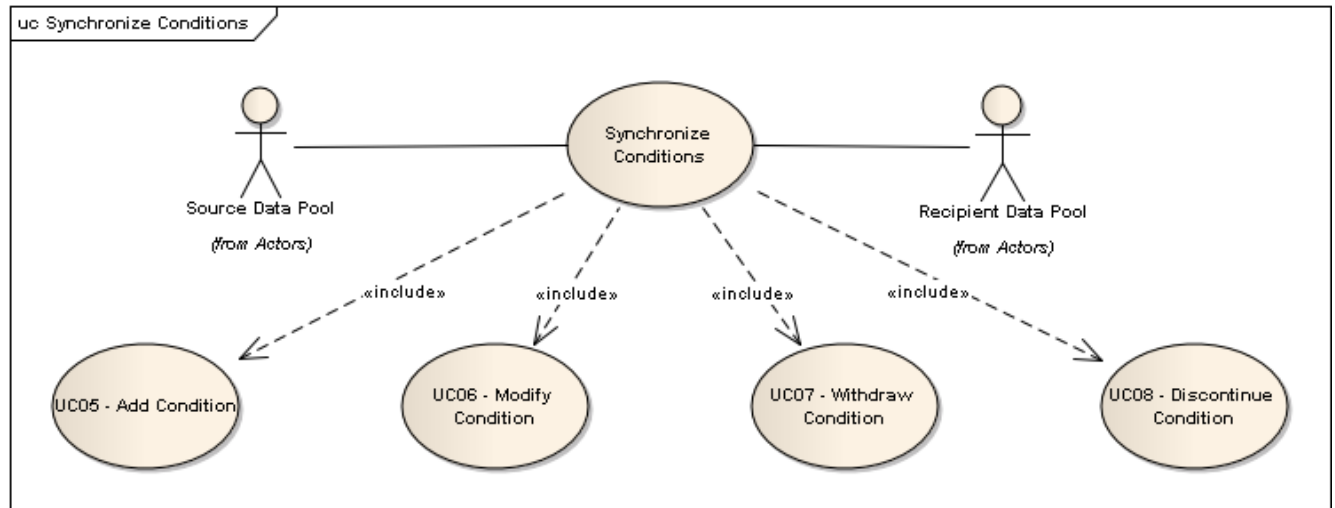 uc Synchronize Conditions
Synchronize
Conditions
Source Data Pool
(from Actors)
Recipient Data Pool
(from Actors)
«include»
«include»
«include»
«include»
UC05 - Add Condition
UC06 - Modify
Condition
UC07 - Withdraw
Condition
UC08 - Discontinue
Condition